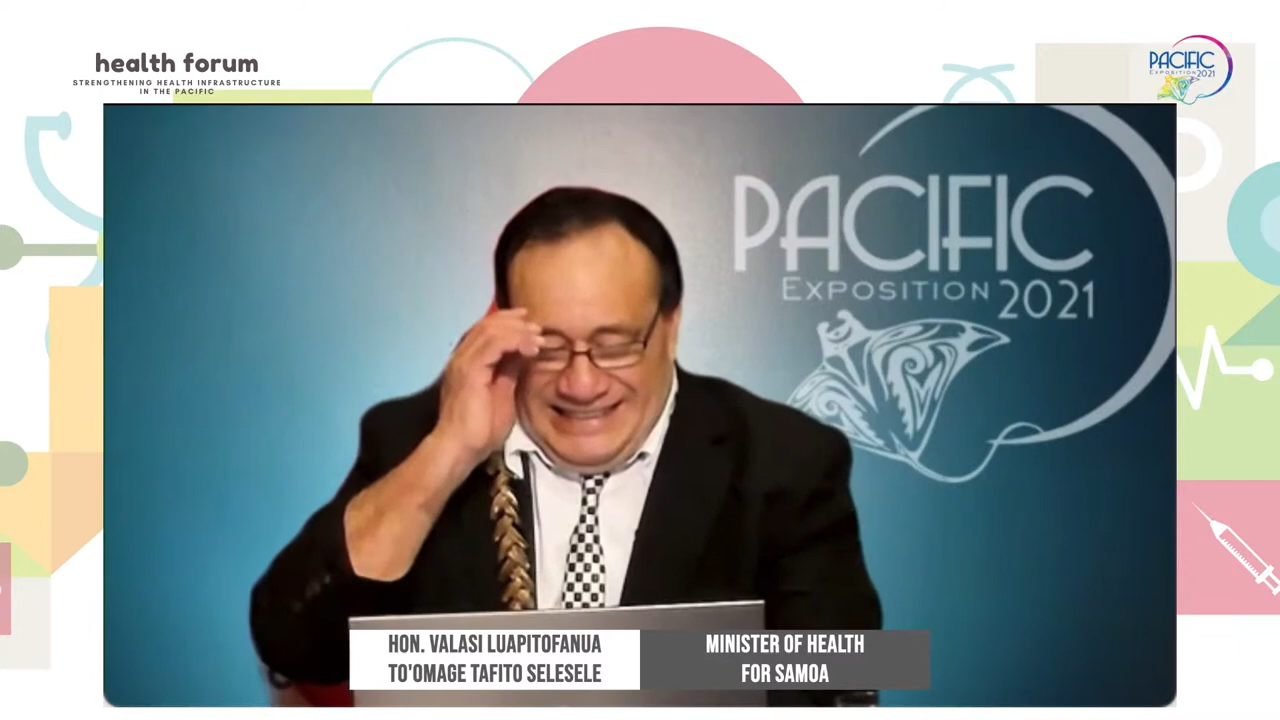 health forum
STRENGTHENING HEALTH INFRASTRUCTURE
IN THE PACIFIC
PACIFIC
EXPOSITION 2021
PACIFIC
EXPOSITION 2021
HON. VALASI LUAPITOFANUA
TO'OMAGE TAFITO SELESELE
MINISTER OF HEALTH
FOR SAMOA